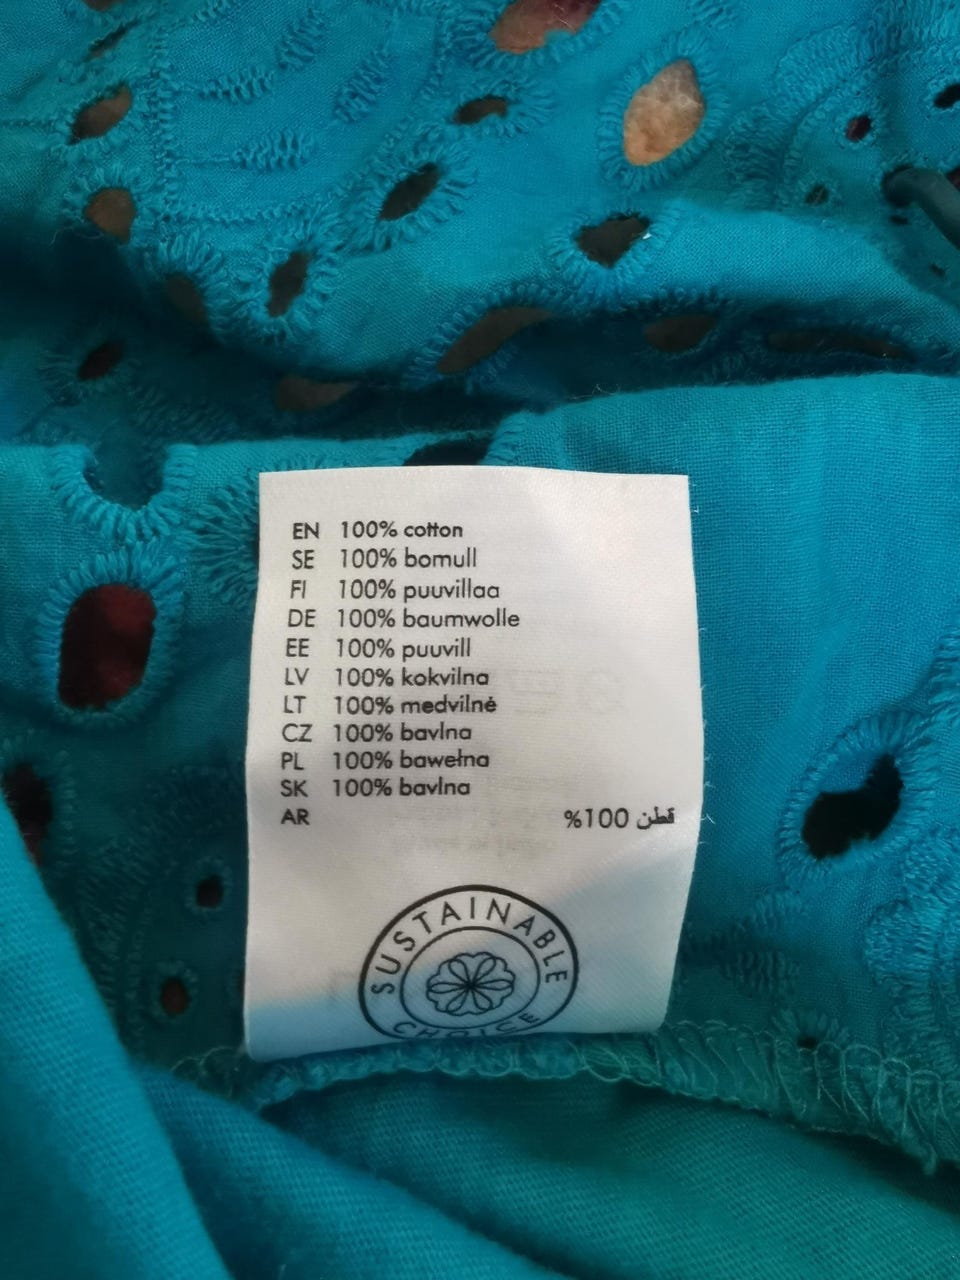 EN 100% cotton
SE 100% bomull
FI 100% puuvillaa
DE 100% baumwolle
EE 100% puuvill
LV 100% kokvilna
LT 100% medvilnė
CZ 100% bavlna
PL 100% bawełna
SK 100% bavlna
AR قطن 100%
SUSTAINABLE
CHOICE